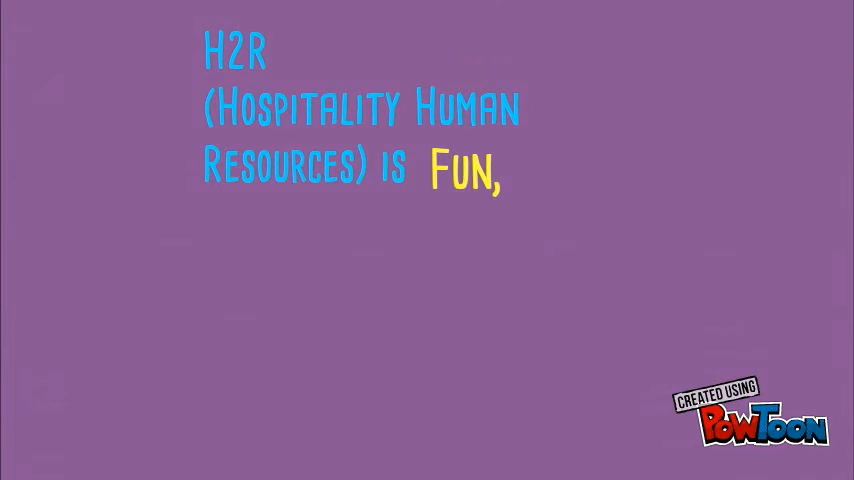 H2R
(Hospitality Human
Resources) is Fun,
CREATED USING
POWTOON